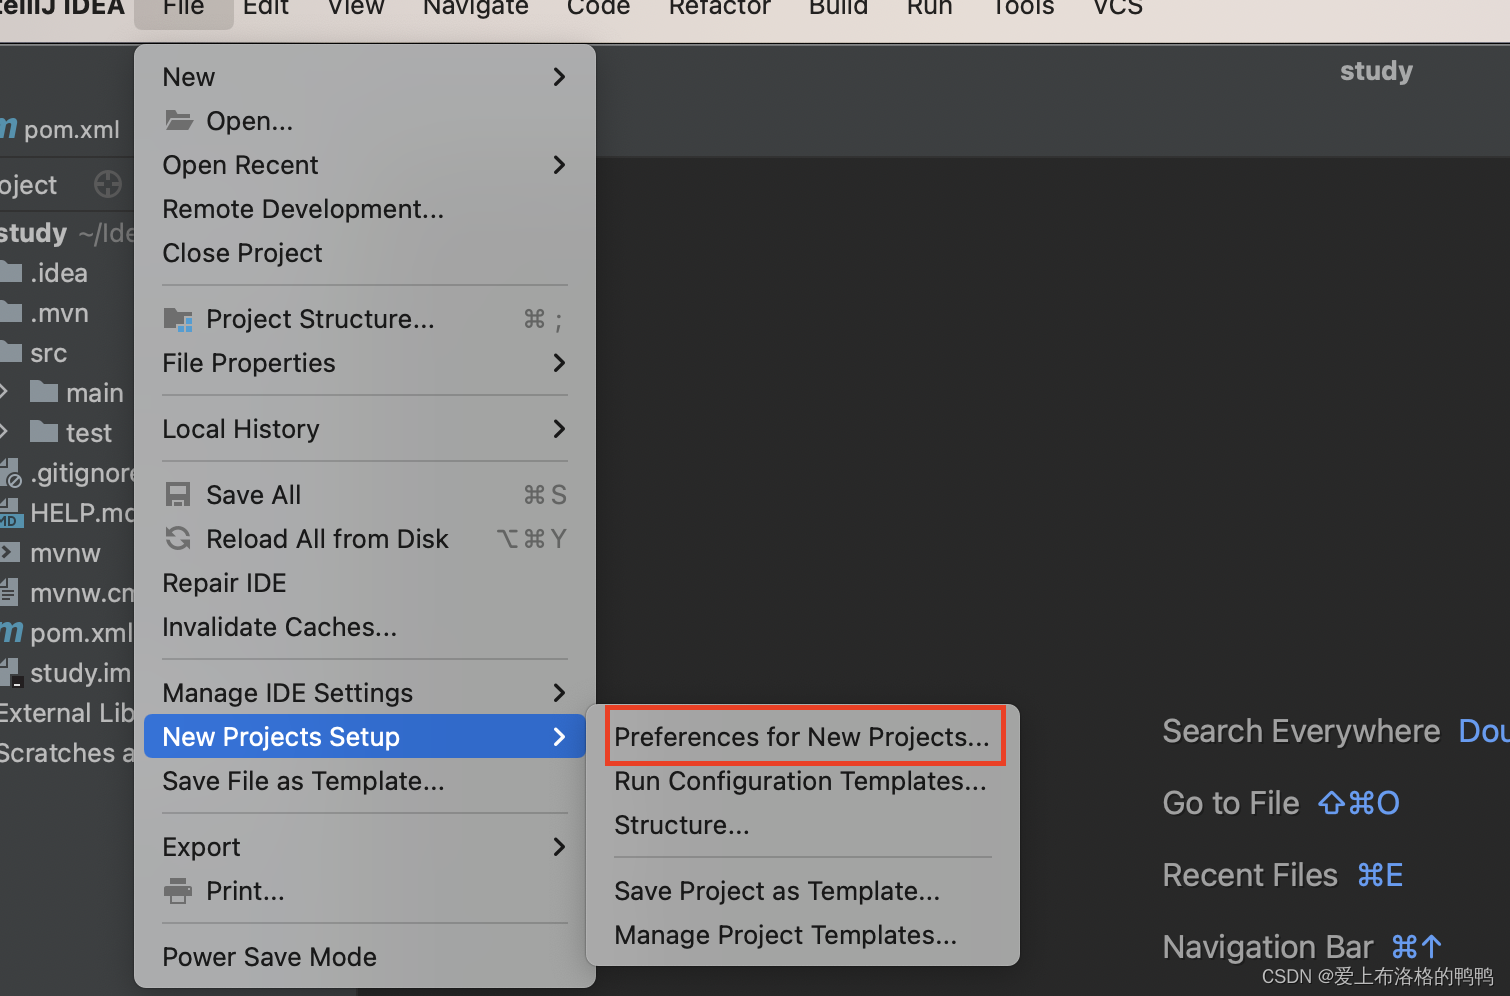 telliJ IDEA File Edit View Navigate Code Refactor Build Run Tools VCS
study
pom.xml
oject
study ~/Ide
.idea
.mvn
src
main
test
.gitignore
HELP.md
mvnw
mvnw.cm
pom.xml
study.im
External Lib
Scratches a
New
Open...
Open Recent
Remote Development...
Close Project
Project Structure... ⌘ ;
File Properties
Local History
Save All ⌘ S
Reload All from Disk ⌥ ⌘ Y
Repair IDE
Invalidate Caches...
Manage IDE Settings
New Projects Setup
Save File as Template...
Export
Print...
Power Save Mode
Preferences for New Projects...
Run Configuration Templates...
Structure...
Save Project as Template...
Manage Project Templates...
Search Everywhere Dou
Go to File ⇧⌘O
Recent Files ⌘E
Navigation Bar ⌘↑
CSDN @爱上布洛格的鸭鸭